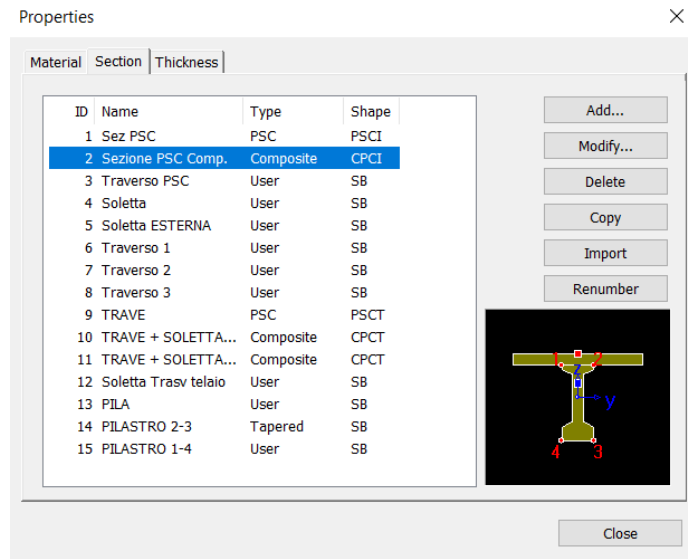 Properties
Material Section Thickness
ID Name Type Shape
1 Sez PSC PSC PSCI
2 Sezione PSC Comp. Composite CPCI
3 Traverso PSC User SB
4 Soletta User SB
5 Soletta ESTERNA User SB
6 Traverso 1 User SB
7 Traverso 2 User SB
8 Traverso 3 User SB
9 TRAVE PSC PSCT
10 TRAVE + SOLETTA... Composite CPCT
11 TRAVE + SOLETTA... Composite CPCT
12 Soletta Trasv telaio User SB
13 PILA User SB
14 PILASTRO 2-3 Tapered SB
15 PILASTRO 1-4 User SB
Add...
Modify...
Delete
Copy
Import
Renumber
1 2
z
y
4 3
Close